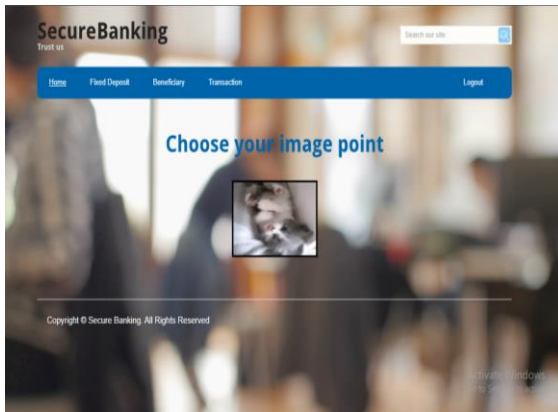 SecureBanking
Trust us
Search our site
Home Fixed Deposit Beneficiary Transaction Logout
Choose your image point
Copyright © Secure Banking. All Rights Reserved
Activate Windows